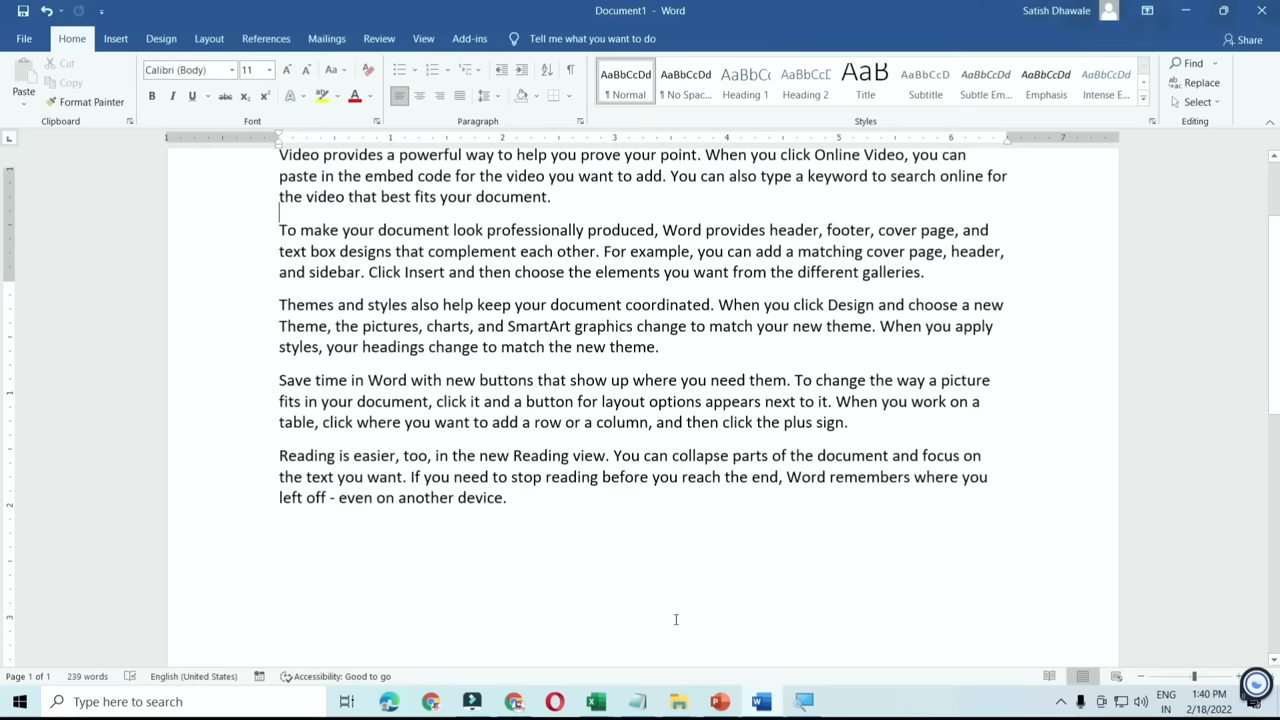 Document1 - Word
Satish Dhawale
File Home Insert Design Layout References Mailings Review View Add-ins Tell me what you want to do Share
Cut
Copy
Paste
Format Painter
Clipboard
Calibri (Body) 11
Font
Paragraph
AaBbCcDd AaBbCcDd AaBbC( AaBbCcD AaB AaBbCcD AaBbCcDd AaBbCcDd AaBbCcDd
¶ Normal ¶ No Spac... Heading 1 Heading 2 Title Subtitle Subtle Em... Emphasis Intense E...
Styles
Find
Replace
Select
Editing
1 1 2 3 4 5 6 7
Video provides a powerful way to help you prove your point. When you click Online Video, you can
paste in the embed code for the video you want to add. You can also type a keyword to search online for
the video that best fits your document.
To make your document look professionally produced, Word provides header, footer, cover page, and
text box designs that complement each other. For example, you can add a matching cover page, header,
and sidebar. Click Insert and then choose the elements you want from the different galleries.
Themes and styles also help keep your document coordinated. When you click Design and choose a new
Theme, the pictures, charts, and SmartArt graphics change to match your new theme. When you apply
styles, your headings change to match the new theme.
Save time in Word with new buttons that show up where you need them. To change the way a picture
fits in your document, click it and a button for layout options appears next to it. When you work on a
table, click where you want to add a row or a column, and then click the plus sign.
Reading is easier, too, in the new Reading view. You can collapse parts of the document and focus on
the text you want. If you need to stop reading before you reach the end, Word remembers where you
left off - even on another device.
Page 1 of 1 239 words English (United States) Accessibility: Good to go
Type here to search
ENG
IN
1:40 PM
2/18/2022